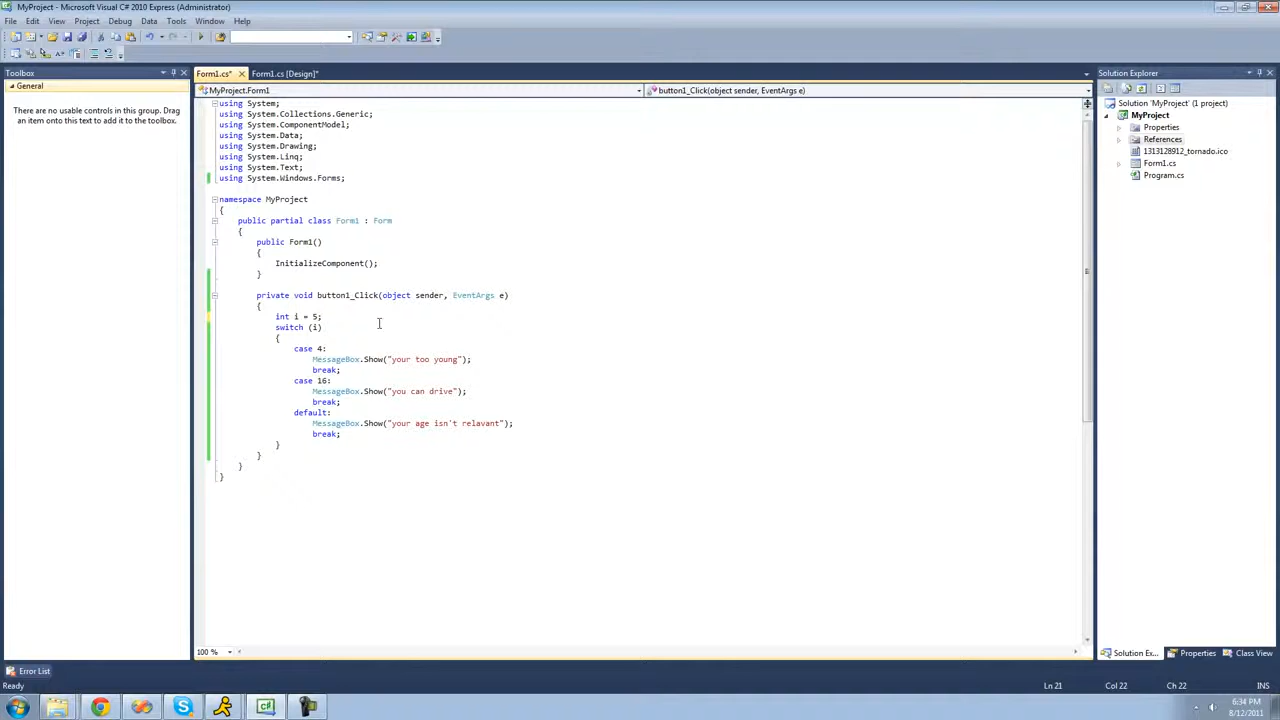 MyProject - Microsoft Visual C# 2010 Express (Administrator)
File Edit View Project Debug Data Tools Window Help
Toolbox
General
There are no usable controls in this group. Drag
an item onto this text to add it to the toolbox.
Form1.cs* Form1.cs [Design]*
MyProject.Form1
button1_Click(object sender, EventArgs e)
using System;
using System.Collections.Generic;
using System.ComponentModel;
using System.Data;
using System.Drawing;
using System.Linq;
using System.Text;
using System.Windows.Forms;
namespace MyProject
{
public partial class Form1 : Form
{
public Form1()
{
InitializeComponent();
}
private void button1_Click(object sender, EventArgs e)
{
int i = 5;
switch (i)
{
case 4:
MessageBox.Show("your too young");
break;
case 16:
MessageBox.Show("you can drive");
break;
default:
MessageBox.Show("your age isn't relavant");
break;
}
}
}
}
100 %
Solution Explorer
Solution 'MyProject' (1 project)
MyProject
Properties
References
1313128912_tornado.ico
Form1.cs
Program.cs
Solution Ex... Properties Class View
Error List
Ready
Ln 21 Col 22 Ch 22 INS
6:34 PM
8/12/2011